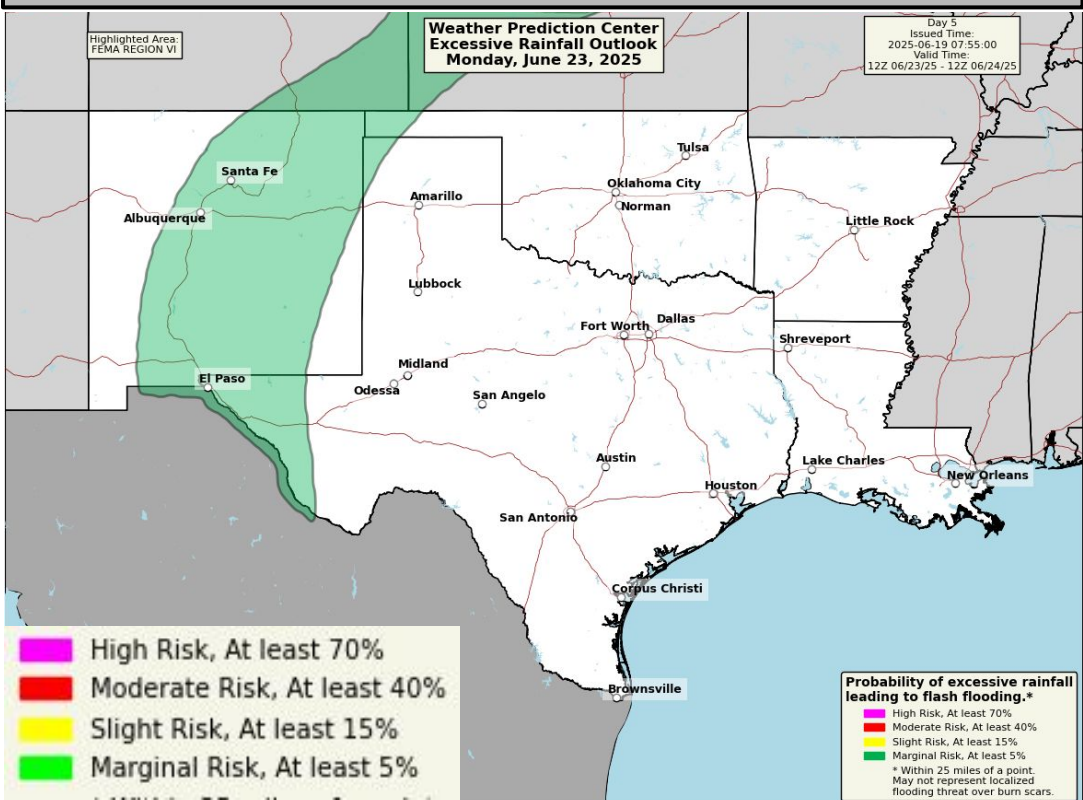 Highlighted Area:
FEMA REGION VI
Weather Prediction Center
Excessive Rainfall Outlook
Monday, June 23, 2025
Day 5
Issued Time:
2025-06-19 07:55:00
Valid Time:
12Z 06/23/25 - 12Z 06/24/25
Tulsa
Santa Fe
Oklahoma City
Amarillo
Norman
Albuquerque
Little Rock
Lubbock
Dallas
Fort Worth
Shreveport
Midland
El Paso
Odessa
San Angelo
Austin
Lake Charles
New Orleans
Houston
San Antonio
Corpus Christi
Brownsville
High Risk, At least 70%
Moderate Risk, At least 40%
Slight Risk, At least 15%
Marginal Risk, At least 5%
Probability of excessive rainfall
leading to flash flooding.*
High Risk, At least 70%
Moderate Risk, At least 40%
Slight Risk, At least 15%
Marginal Risk, At least 5%
* Within 25 miles of a point.
May not represent localized
flooding threat over burn scars.